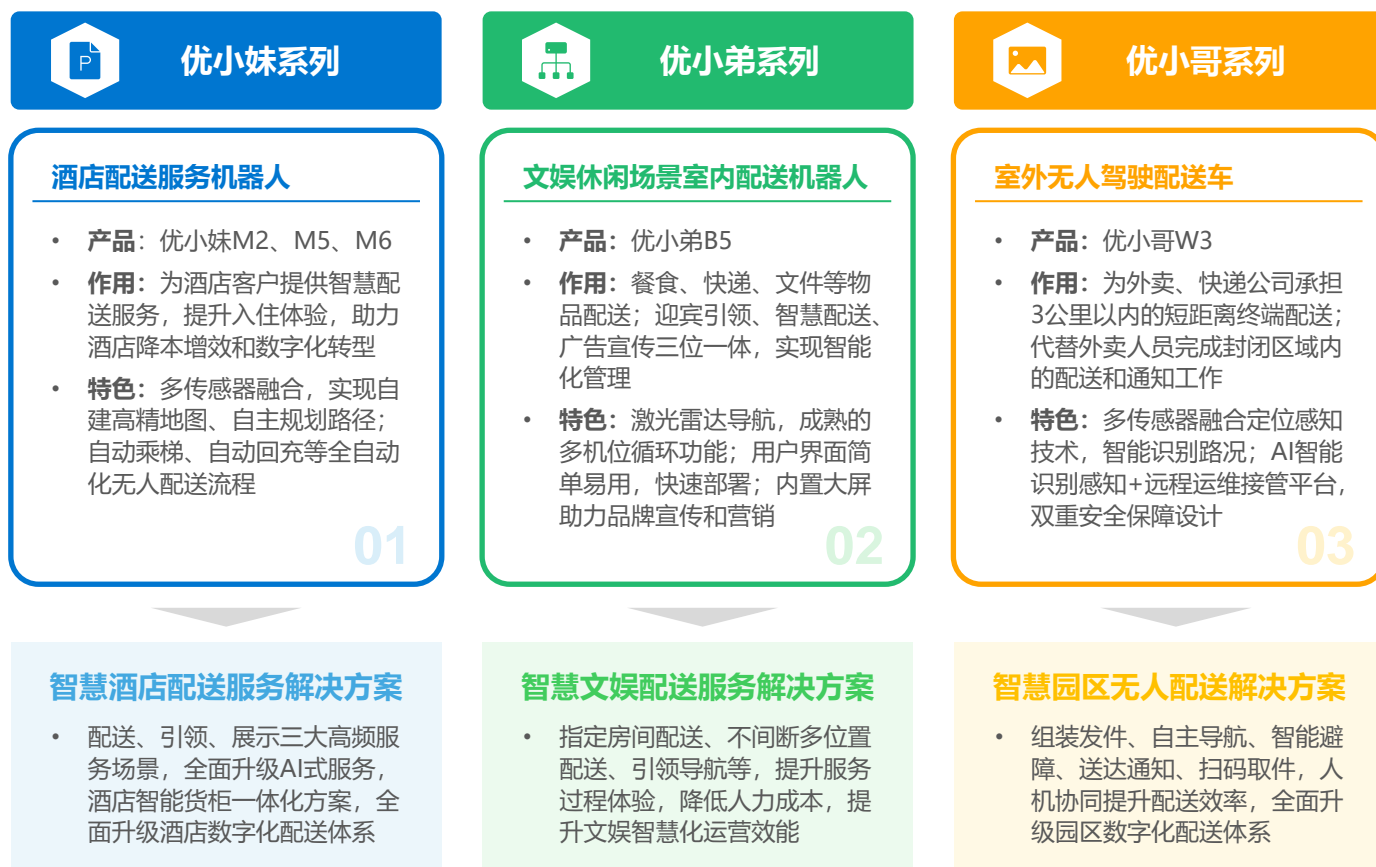 优小妹系列
酒店配送服务机器人
• 产品：优小妹M2、M5、M6
• 作用：为酒店客户提供智慧配
送服务，提升入住体验，助力
酒店降本增效和数字化转型
• 特色：多传感器融合，实现自
建高精地图、自主规划路径；
自动乘梯、自动回充等全自动
化无人配送流程
01
智慧酒店配送服务解决方案
• 配送、引领、展示三大高频服
务场景，全面升级AI式服务，
酒店智能货柜一体化方案，全
面升级酒店数字化配送体系
优小弟系列
文娱休闲场景室内配送机器人
• 产品：优小弟B5
• 作用：餐食、快递、文件等物
品配送；迎宾引领、智慧配送、
广告宣传三位一体，实现智能
化管理
• 特色：激光雷达导航，成熟的
多机位循环功能；用户界面简
单易用，快速部署；内置大屏
助力品牌宣传和营销
02
智慧文娱配送服务解决方案
• 指定房间配送、不间断多位置
配送、引领导航等，提升服务
过程体验，降低人力成本，提
升文娱智慧化运营效能
优小哥系列
室外无人驾驶配送车
• 产品：优小哥W3
• 作用：为外卖、快递公司承担
3公里以内的短距离终端配送；
代替外卖人员完成封闭区域内
的配送和通知工作
• 特色：多传感器融合定位感知
技术，智能识别路况；AI智能
识别感知+远程运维接管平台，
双重安全保障设计
03
智慧园区无人配送解决方案
• 组装发件、自主导航、智能避
障、送达通知、扫码取件，人
机协同提升配送效率，全面升
级园区数字化配送体系
P